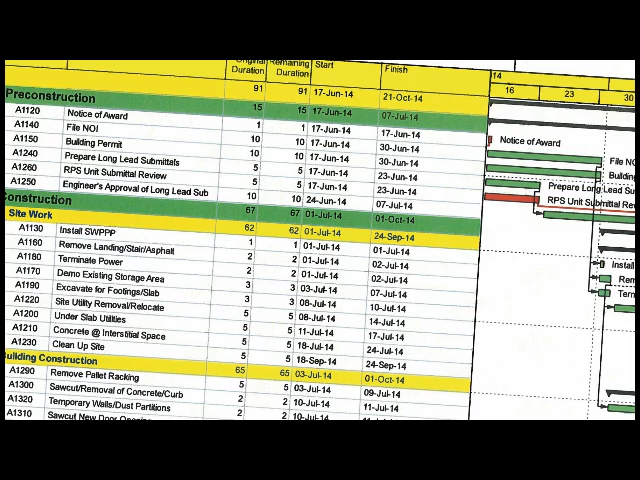 Original Duration Remaining Duration Start Finish 14
16 23 30
91 91 17-Jun-14 21-Oct-14
Preconstruction 15 15 17-Jun-14 07-Jul-14
A1120 Notice of Award 1 1 17-Jun-14 17-Jun-14 Notice of Award
A1140 File NOI 10 10 17-Jun-14 30-Jun-14 File NO
A1150 Building Permit 10 10 17-Jun-14 30-Jun-14 Building
A1240 Prepare Long Lead Submittals 5 5 17-Jun-14 23-Jun-14 Prepare Long Lead Su
A1260 RPS Unit Submittal Review 5 5 17-Jun-14 23-Jun-14 RPS Unit Submittal Re
A1250 Engineer's Approval of Long Lead Sub 10 10 24-Jun-14 07-Jul-14
Construction 67 67 01-Jul-14 01-Oct-14
Site Work 62 62 01-Jul-14 24-Sep-14
A1130 Install SWPPP 1 1 01-Jul-14 01-Jul-14 Install
A1160 Remove Landing/Stair/Asphalt 2 2 01-Jul-14 02-Jul-14 Rem
A1180 Terminate Power 2 2 01-Jul-14 02-Jul-14 Term
A1170 Demo Existing Storage Area 3 3 03-Jul-14 07-Jul-14
A1190 Excavate for Footings/Slab 3 3 08-Jul-14 10-Jul-14
A1220 Site Utility Removal/Relocate 5 5 08-Jul-14 14-Jul-14
A1200 Under Slab Utilities 5 5 11-Jul-14 17-Jul-14
A1210 Concrete @ Interstitial Space 5 5 18-Jul-14 24-Jul-14
A1230 Clean Up Site 5 5 18-Sep-14 24-Sep-14
Building Construction 65 65 03-Jul-14 01-Oct-14
A1290 Remove Pallet Racking 5 5 03-Jul-14 09-Jul-14
A1300 Sawcut/Removal of Concrete/Curb 2 2 10-Jul-14 11-Jul-14
A1320 Temporary Walls/Dust Partitions 2 2 10-Jul-14 11-Jul-14
A1310 Sawcut New Door